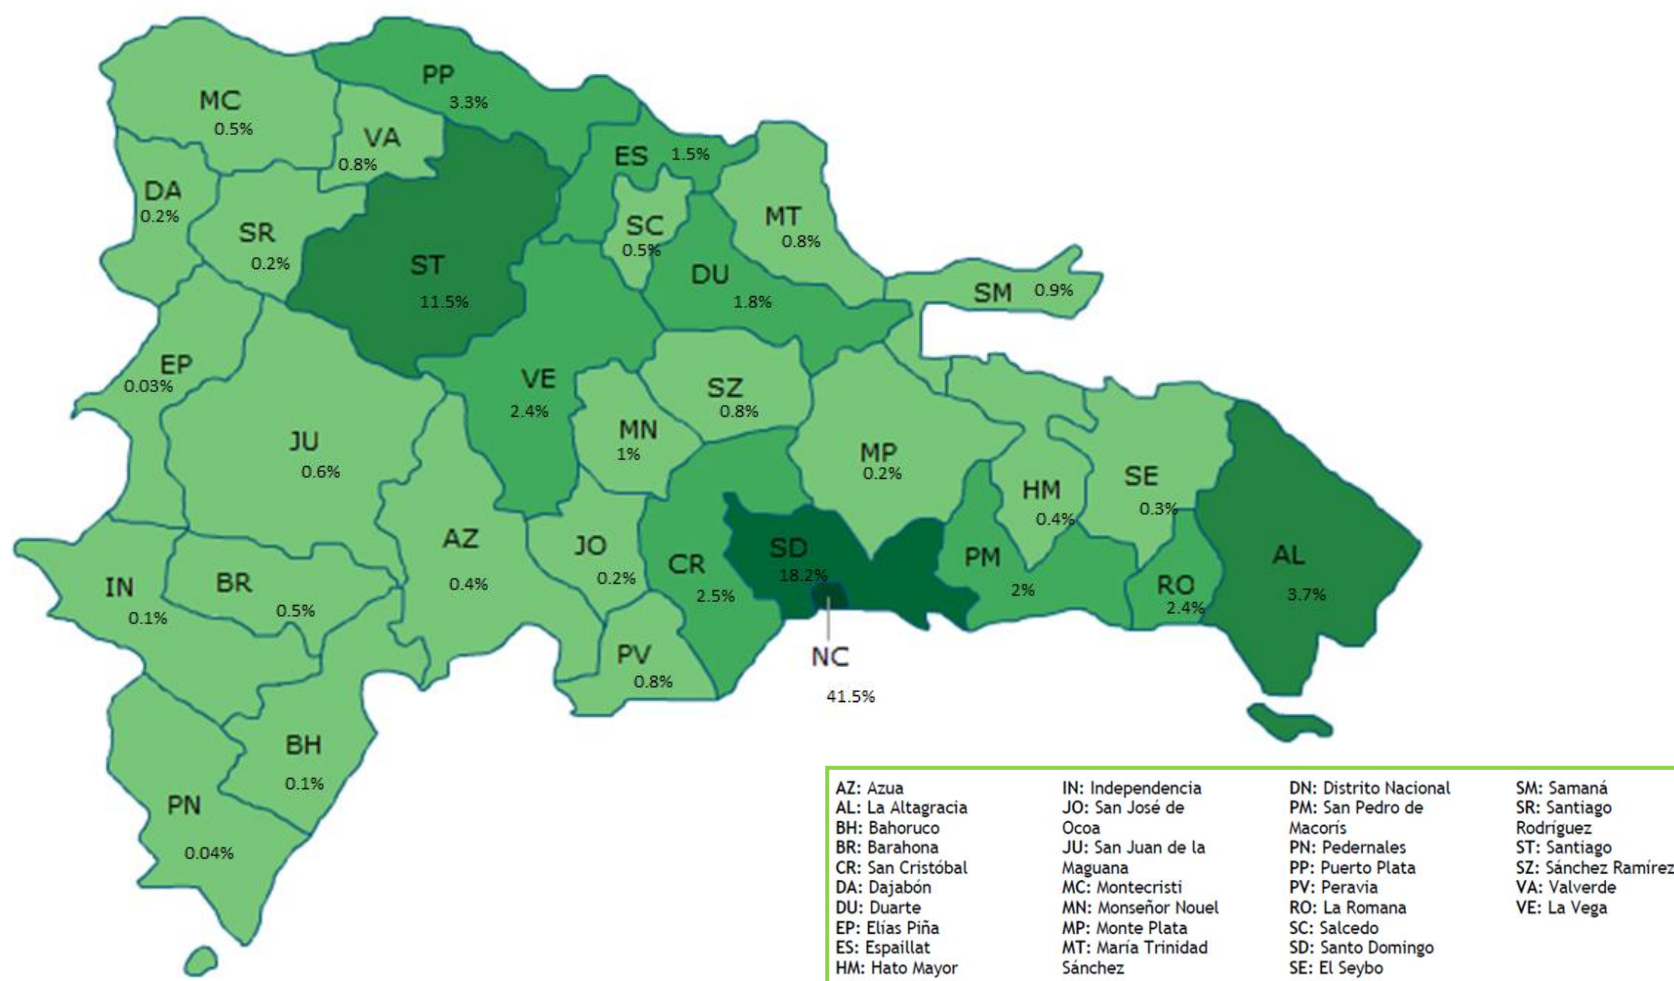 PP
3.3%
MC
0.5%
VA
0.8%
ES
1.5%
DA
0.2%
SR
0.2%
SC
0.5%
MT
0.8%
ST
11.5%
DU
1.8%
SM
0.9%
EP
0.03%
VE
2.4%
SZ
0.8%
MN
1%
JU
0.6%
MP
0.2%
HM
0.4%
SE
0.3%
AZ
0.4%
JO
0.2%
CR
2.5%
SD
18.2%
PM
2%
RO
2.4%
AL
3.7%
IN
0.1%
BR
0.5%
PV
0.8%
NC
41.5%
BH
0.1%
PN
0.04%
AZ: Azua
AL: La Altagracia
BH: Bahoruco
BR: Barahona
CR: San Cristóbal
DA: Dajabón
DU: Duarte
EP: Elías Piña
ES: Espaillat
HM: Hato Mayor
IN: Independencia
JO: San José de
Ocoa
JU: San Juan de la
Maguana
MC: Montecristi
MN: Monseñor Nouel
MP: Monte Plata
MT: María Trinidad
Sánchez
DN: Distrito Nacional
PM: San Pedro de
Macorís
PN: Pedernales
PP: Puerto Plata
PV: Peravia
RO: La Romana
SC: Salcedo
SD: Santo Domingo
SE: El Seybo
SM: Samaná
SR: Santiago
Rodríguez
ST: Santiago
SZ: Sánchez Ramírez
VA: Valverde
VE: La Vega